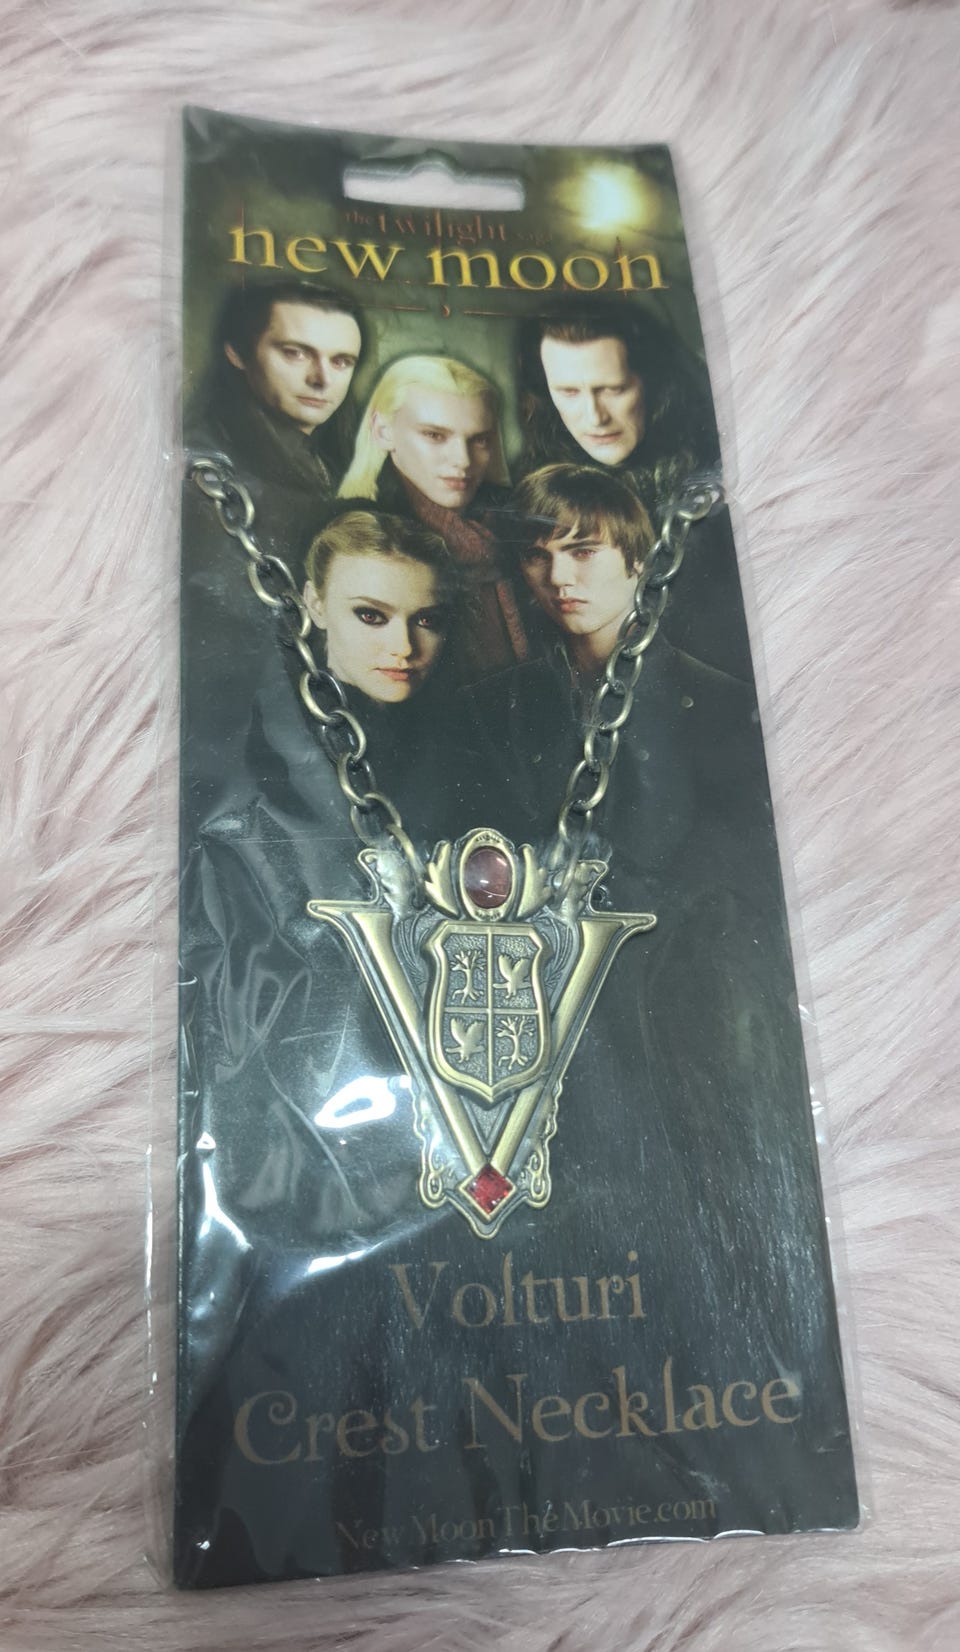 the twilight saga
new moon
Volturi
Crest Necklace
NewMoonTheMovie.com